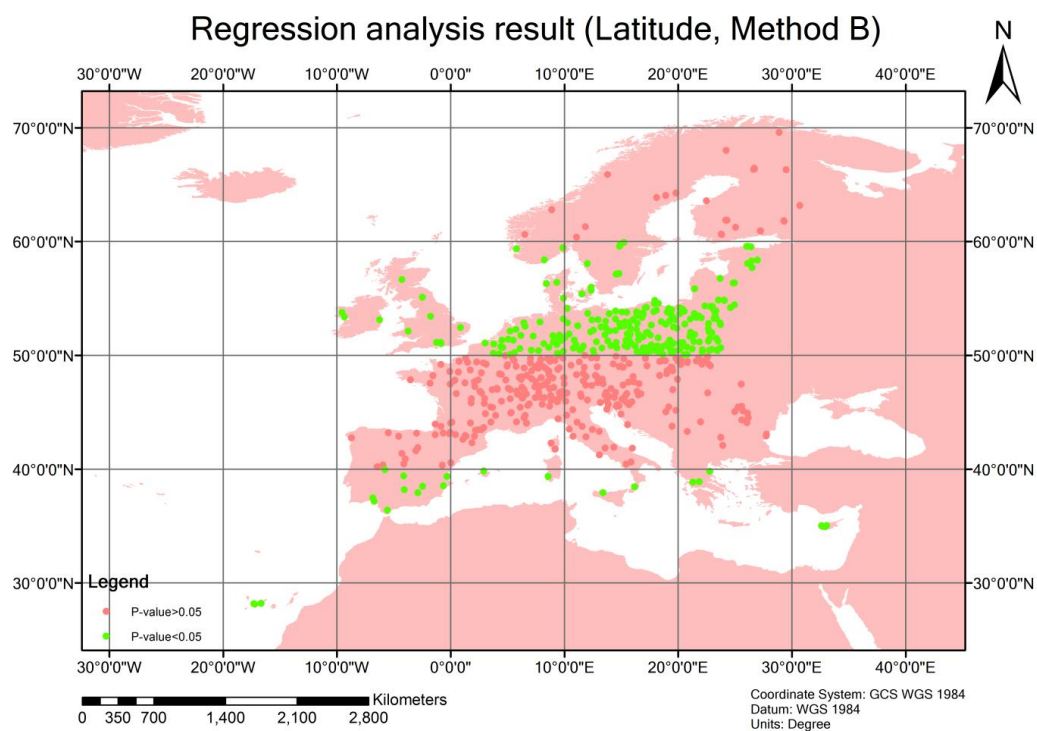 Regression analysis result (Latitude, Method B)
N
30°0'0"W 20°0'0"W 10°0'0"W 0°0'0"E 10°0'0"E 20°0'0"E 30°0'0"E 40°0'0"E
70°0'0"N 70°0'0"N
60°0'0"N 60°0'0"N
50°0'0"N 50°0'0"N
40°0'0"N 40°0'0"N
30°0'0"N 30°0'0"N
Legend
P-value>0.05
P-value<0.05
30°0'0"W 20°0'0"W 10°0'0"W 0°0'0"E 10°0'0"E 20°0'0"E 30°0'0"E 40°0'0"E
Kilometers
0 350 700 1,400 2,100 2,800
Coordinate System: GCS WGS 1984
Datum: WGS 1984
Units: Degree